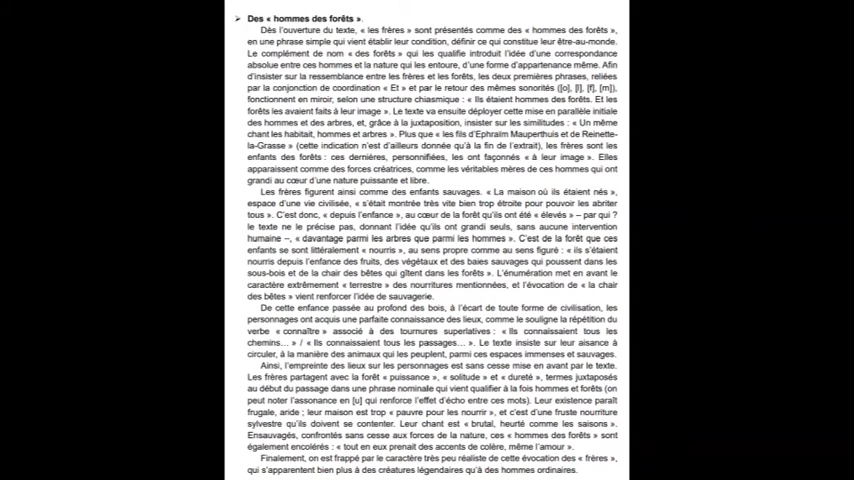 ➢ Des « hommes des forêts ».
Dès l'ouverture du texte, « les frères » sont présentés comme des « hommes des forêts »,
en une phrase simple qui vient établir leur condition, définir ce qui constitue leur être-au-monde.
Le complément de nom « des forêts » qui les qualifie introduit l'idée d'une correspondance
absolue entre ces hommes et la nature qui les entoure, d'une forme d'appartenance même. Afin
d'insister sur la ressemblance entre les frères et les forêts, les deux premières phrases, reliées
par la conjonction de coordination « Et » et par le retour des mêmes sonorités ([o], [l], [f], [m]),
fonctionnent en miroir, selon une structure chiasmique : « Ils étaient hommes des forêts. Et les
forêts les avaient faits à leur image ». Le texte va ensuite déployer cette mise en parallèle initiale
des hommes et des arbres, et, grâce à la juxtaposition, insister sur les similitudes : « Un même
chant les habitait, hommes et arbres ». Plus que « les fils d'Ephraïm Mauperthuis et de Reinette-
la-Grasse » (cette indication n'est d'ailleurs donnée qu'à la fin de l'extrait), les frères sont les
enfants des forêts : ces dernières, personnifiées, les ont façonnés « à leur image ». Elles
apparaissent comme des forces créatrices, comme les véritables mères de ces hommes qui ont
grandi au cœur d'une nature puissante et libre.
Les frères figurent ainsi comme des enfants sauvages. « La maison où ils étaient nés »,
espace d'une vie civilisée, « s'était montrée très vite bien trop étroite pour pouvoir les abriter
tous ». C'est donc, « depuis l'enfance », au cœur de la forêt qu'ils ont été « élevés » – par qui ?
le texte ne le précise pas, donnant l'idée qu'ils ont grandi seuls, sans aucune intervention
humaine –, « davantage parmi les arbres que parmi les hommes ». C'est de la forêt que ces
enfants se sont littéralement « nourris », au sens propre comme au sens figuré : « ils s'étaient
nourris depuis l'enfance des fruits, des végétaux et des baies sauvages qui poussent dans les
sous-bois et de la chair des bêtes qui gîtent dans les forêts ». L'énumération met en avant le
caractère extrêmement « terrestre » des nourritures mentionnées, et l'évocation de « la chair
des bêtes » vient renforcer l'idée de sauvagerie.
De cette enfance passée au profond des bois, à l'écart de toute forme de civilisation, les
personnages ont acquis une parfaite connaissance des lieux, comme le souligne la répétition du
verbe « connaître » associé à des tournures superlatives : « Ils connaissaient tous les
chemins… » / « Ils connaissaient tous les passages… ». Le texte insiste sur leur aisance à
circuler, à la manière des animaux qui les peuplent, parmi ces espaces immenses et sauvages.
Ainsi, l'empreinte des lieux sur les personnages est sans cesse mise en avant par le texte.
Les frères partagent avec la forêt « puissance », « solitude » et « dureté », termes juxtaposés
au début du passage dans une phrase nominale qui vient qualifier à la fois hommes et forêts (on
peut noter l'assonance en [u] qui renforce l'effet d'écho entre ces mots). Leur existence paraît
frugale, aride ; leur maison est trop « pauvre pour les nourrir », et c'est d'une fruste nourriture
sylvestre qu'ils doivent se contenter. Leur chant est « brutal, heurté comme les saisons ».
Ensauvagés, confrontés sans cesse aux forces de la nature, ces « hommes des forêts » sont
également encolérés : « tout en eux prenait des accents de colère, même l'amour ».
Finalement, on est frappé par le caractère très peu réaliste de cette évocation des « frères »,
qui s'apparentent bien plus à des créatures légendaires qu'à des hommes ordinaires.